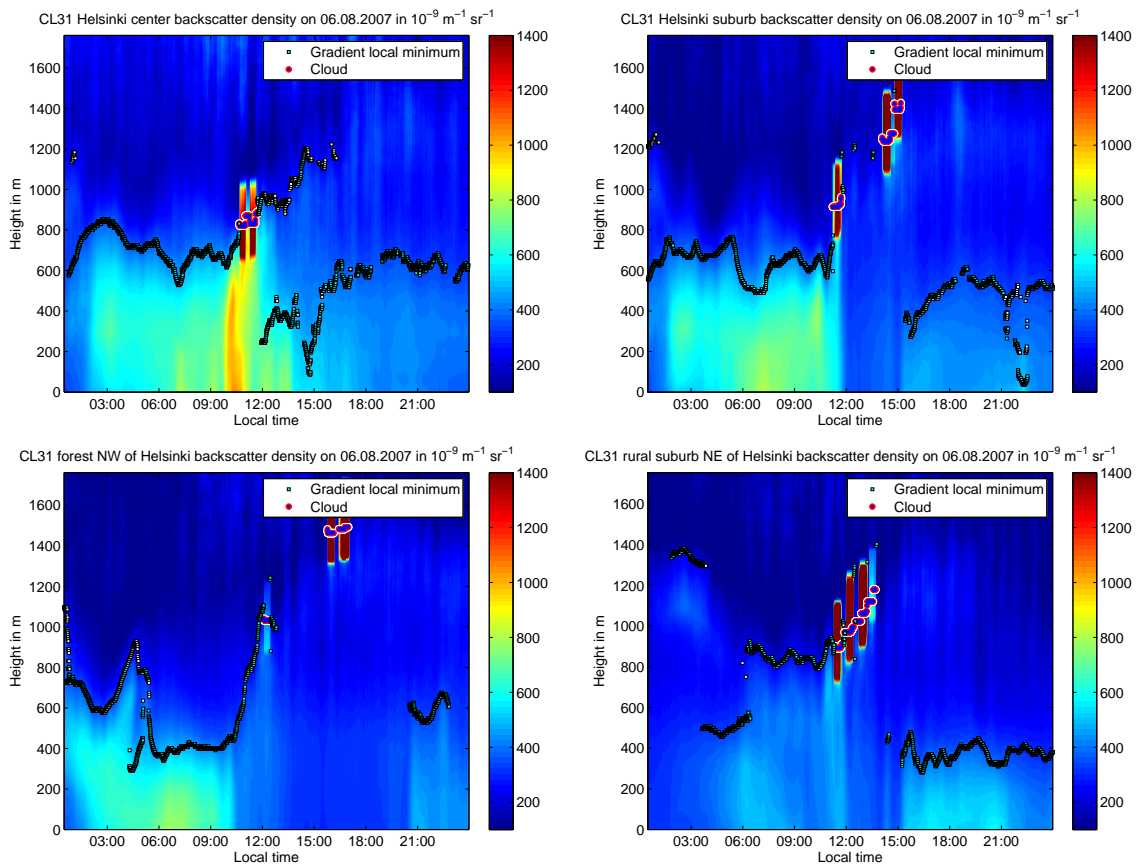 CL31 Helsinki center backscatter density on 06.08.2007 in 10⁻⁹ m⁻¹ sr⁻¹
Gradient local minimum
Cloud
Height in m
1600
1400
1200
1000
800
600
400
200
0
03:00 06:00 09:00 12:00 15:00 18:00 21:00
Local time
1400
1200
1000
800
600
400
200
CL31 Helsinki suburb backscatter density on 06.08.2007 in 10⁻⁹ m⁻¹ sr⁻¹
Gradient local minimum
Cloud
Height in m
1600
1400
1200
1000
800
600
400
200
0
03:00 06:00 09:00 12:00 15:00 18:00 21:00
Local time
1400
1200
1000
800
600
400
200
CL31 forest NW of Helsinki backscatter density on 06.08.2007 in 10⁻⁹ m⁻¹ sr⁻¹
Gradient local minimum
Cloud
Height in m
1600
1400
1200
1000
800
600
400
200
0
03:00 06:00 09:00 12:00 15:00 18:00 21:00
Local time
1400
1200
1000
800
600
400
200
CL31 rural suburb NE of Helsinki backscatter density on 06.08.2007 in 10⁻⁹ m⁻¹ sr⁻¹
Gradient local minimum
Cloud
Height in m
1600
1400
1200
1000
800
600
400
200
0
03:00 06:00 09:00 12:00 15:00 18:00 21:00
Local time
1400
1200
1000
800
600
400
200